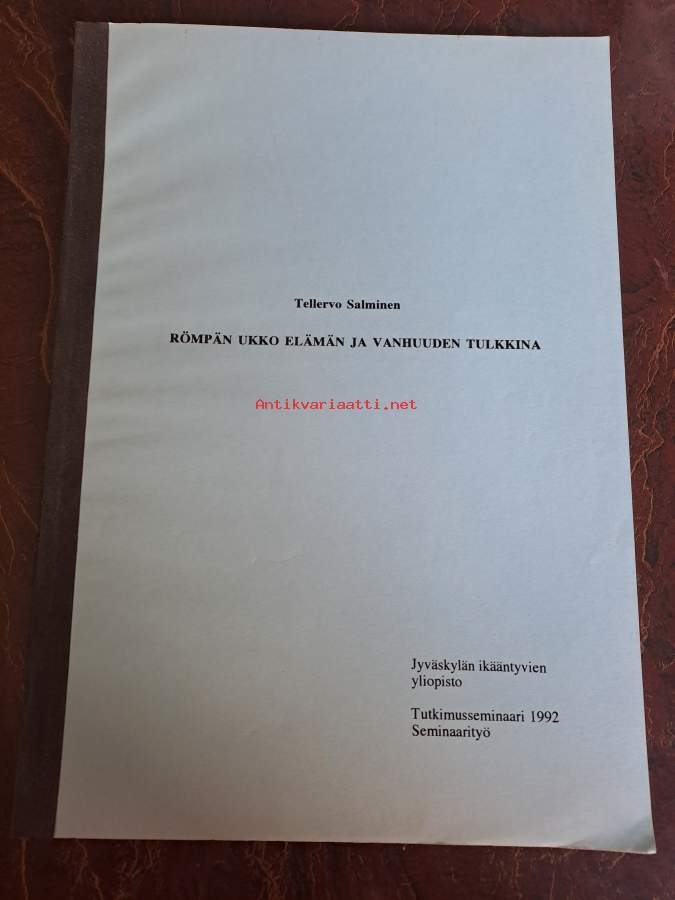 Tellervo Salminen
RÖMPÄN UKKO ELÄMÄN JA VANHUUDEN TULKKINA
Antikvariaatti.net
Jyväskylän ikääntyvien
yliopisto
Tutkimusseminaari 1992
Seminaarityö